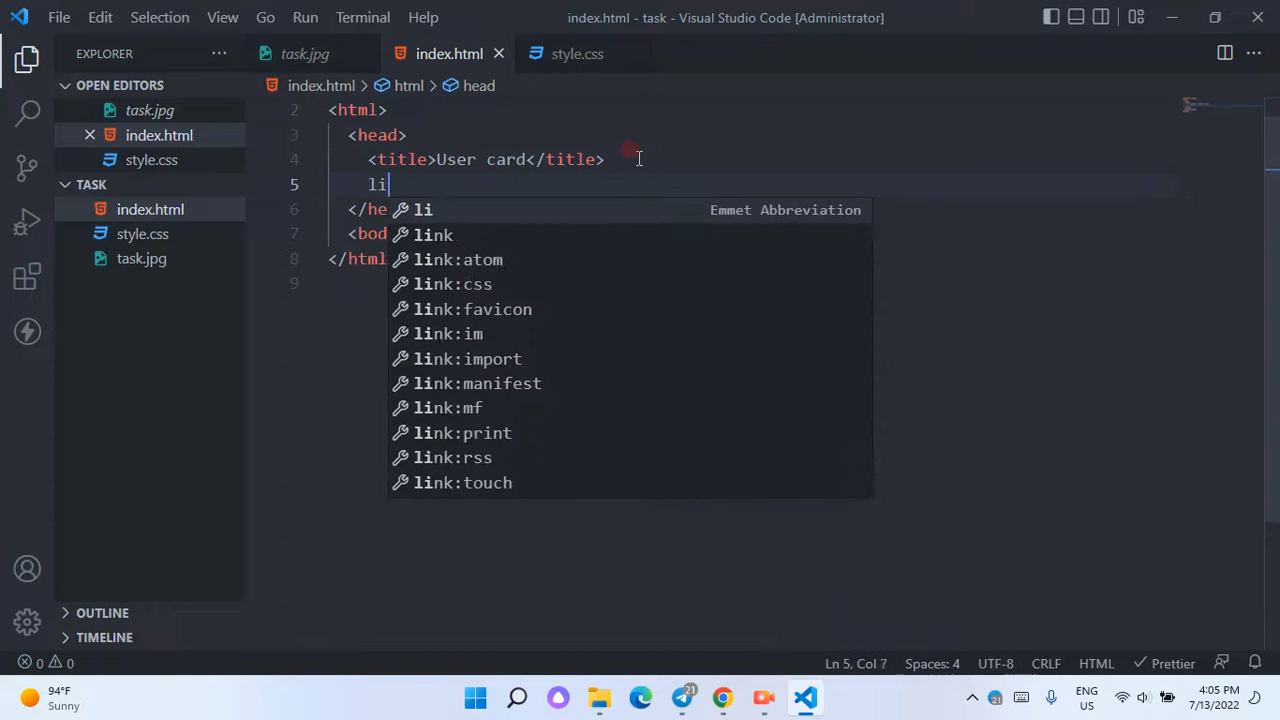 File Edit Selection View Go Run Terminal Help index.html - task - Visual Studio Code [Administrator]
EXPLORER
task.jpg index.html style.css
OPEN EDITORS
task.jpg
index.html
style.css
TASK
index.html
style.css
task.jpg
OUTLINE
TIMELINE
index.html > html > head
2 <html>
3 <head>
4 <title>User card</title>
5 li
6 </he
7 <bod
8 </html
9
li Emmet Abbreviation
link
link:atom
link:css
link:favicon
link:im
link:import
link:manifest
link:mf
link:print
link:rss
link:touch
0 0 Ln 5, Col 7 Spaces: 4 UTF-8 CRLF HTML Prettier
94°F
Sunny
21
21
ENG
US
4:05 PM
7/13/2022